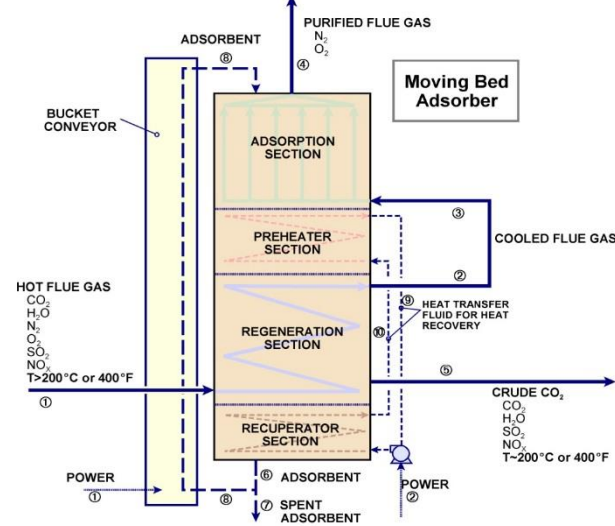 PURIFIED FLUE GAS
N₂
O₂
④
ADSORBENT
⑧
Moving Bed
Adsorber
BUCKET
CONVEYOR
ADSORPTION
SECTION
③
COOLED FLUE GAS
PREHEATER
SECTION
②
HOT FLUE GAS
CO₂
H₂O
N₂
O₂
SO₂
NOₓ
T>200°C or 400°F
①
REGENERATION
SECTION
⑨
HEAT TRANSFER
FLUID FOR HEAT
RECOVERY
⑩
⑤
CRUDE CO₂
CO₂
H₂O
SO₂
NOₓ
T~200°C or 400°F
RECUPERATOR
SECTION
POWER
①
⑥
ADSORBENT
⑧
⑦
SPENT
ADSORBENT
POWER
②